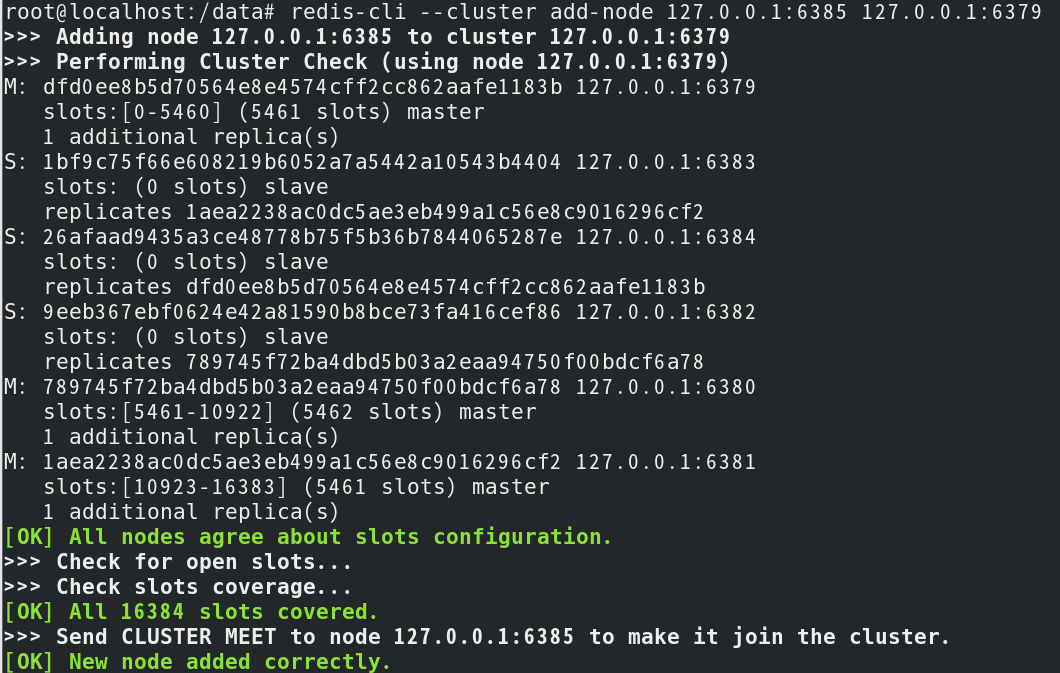 root@localhost:/data# redis-cli --cluster add-node 127.0.0.1:6385 127.0.0.1:6379
>>> Adding node 127.0.0.1:6385 to cluster 127.0.0.1:6379
>>> Performing Cluster Check (using node 127.0.0.1:6379)
M: dfd0ee8b5d70564e8e4574cff2cc862aafe1183b 127.0.0.1:6379
   slots:[0-5460] (5461 slots) master
   1 additional replica(s)
S: 1bf9c75f66e608219b6052a7a5442a10543b4404 127.0.0.1:6383
   slots: (0 slots) slave
   replicates 1aea2238ac0dc5ae3eb499a1c56e8c9016296cf2
S: 26afaad9435a3ce48778b75f5b36b7844065287e 127.0.0.1:6384
   slots: (0 slots) slave
   replicates dfd0ee8b5d70564e8e4574cff2cc862aafe1183b
S: 9eeb367ebf0624e42a81590b8bce73fa416cef86 127.0.0.1:6382
   slots: (0 slots) slave
   replicates 789745f72ba4dbd5b03a2eaa94750f00bdcf6a78
M: 789745f72ba4dbd5b03a2eaa94750f00bdcf6a78 127.0.0.1:6380
   slots:[5461-10922] (5462 slots) master
   1 additional replica(s)
M: 1aea2238ac0dc5ae3eb499a1c56e8c9016296cf2 127.0.0.1:6381
   slots:[10923-16383] (5461 slots) master
   1 additional replica(s)
[OK] All nodes agree about slots configuration.
>>> Check for open slots...
>>> Check slots coverage...
[OK] All 16384 slots covered.
>>> Send CLUSTER MEET to node 127.0.0.1:6385 to make it join the cluster.
[OK] New node added correctly.